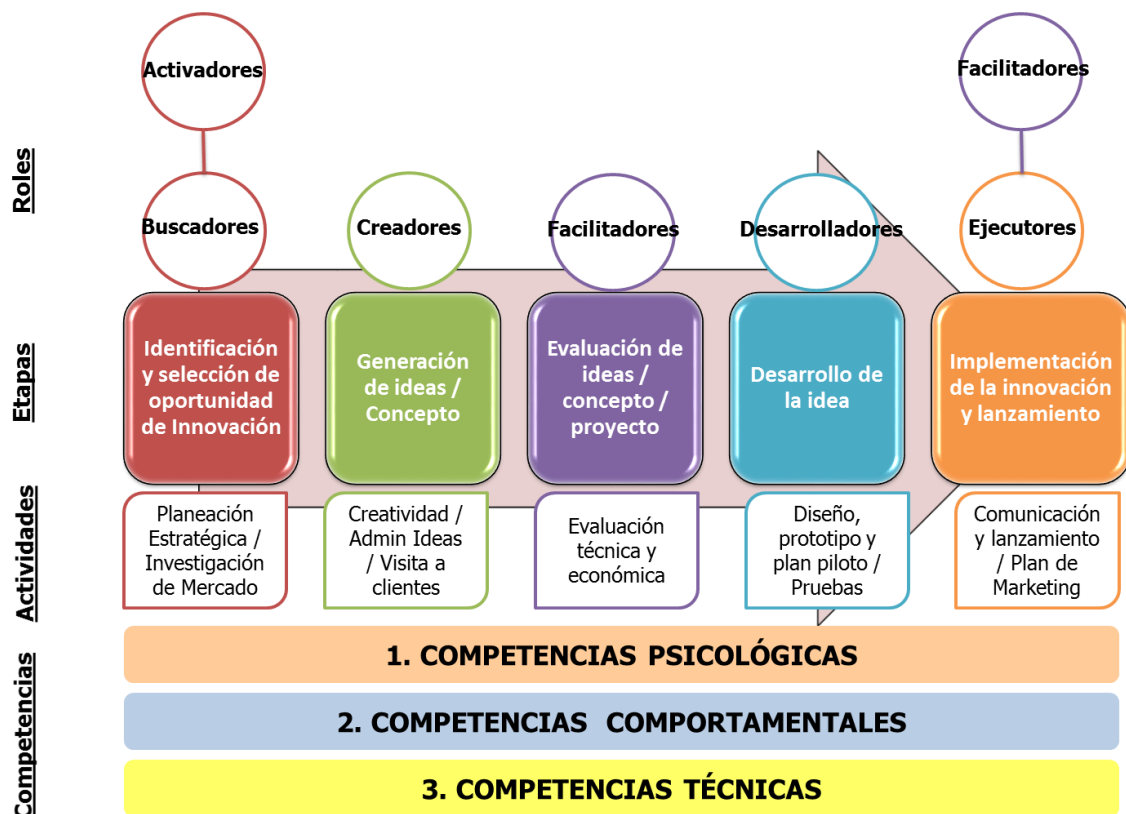 Activadores
Facilitadores
Roles
Buscadores
Creadores
Facilitadores
Desarrolladores
Ejecutores
Etapas
Identificación
y selección de
oportunidad
de Innovación
Generación
de ideas /
Concepto
Evaluación de
ideas /
concepto /
proyecto
Desarrollo de
la idea
Implementación
de la innovación
y lanzamiento
Actividades
Planeación
Estratégica /
Investigación
de Mercado
Creatividad /
Admin Ideas
/ Visita a
clientes
Evaluación
técnica y
económica
Diseño,
prototipo y
plan piloto /
Pruebas
Comunicación
y lanzamiento
/ Plan de
Marketing
Competencias
1. COMPETENCIAS PSICOLÓGICAS
2. COMPETENCIAS COMPORTAMENTALES
3. COMPETENCIAS TÉCNICAS